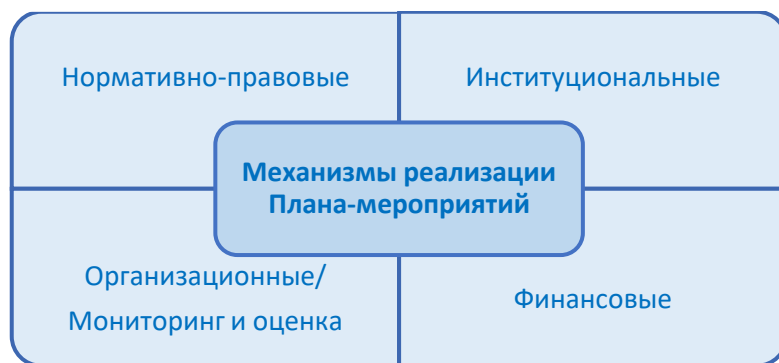 Нормативно-правовые
Институциональные
Механизмы реализации
Плана-мероприятий
Организационные/
Мониторинг и оценка
Финансовые